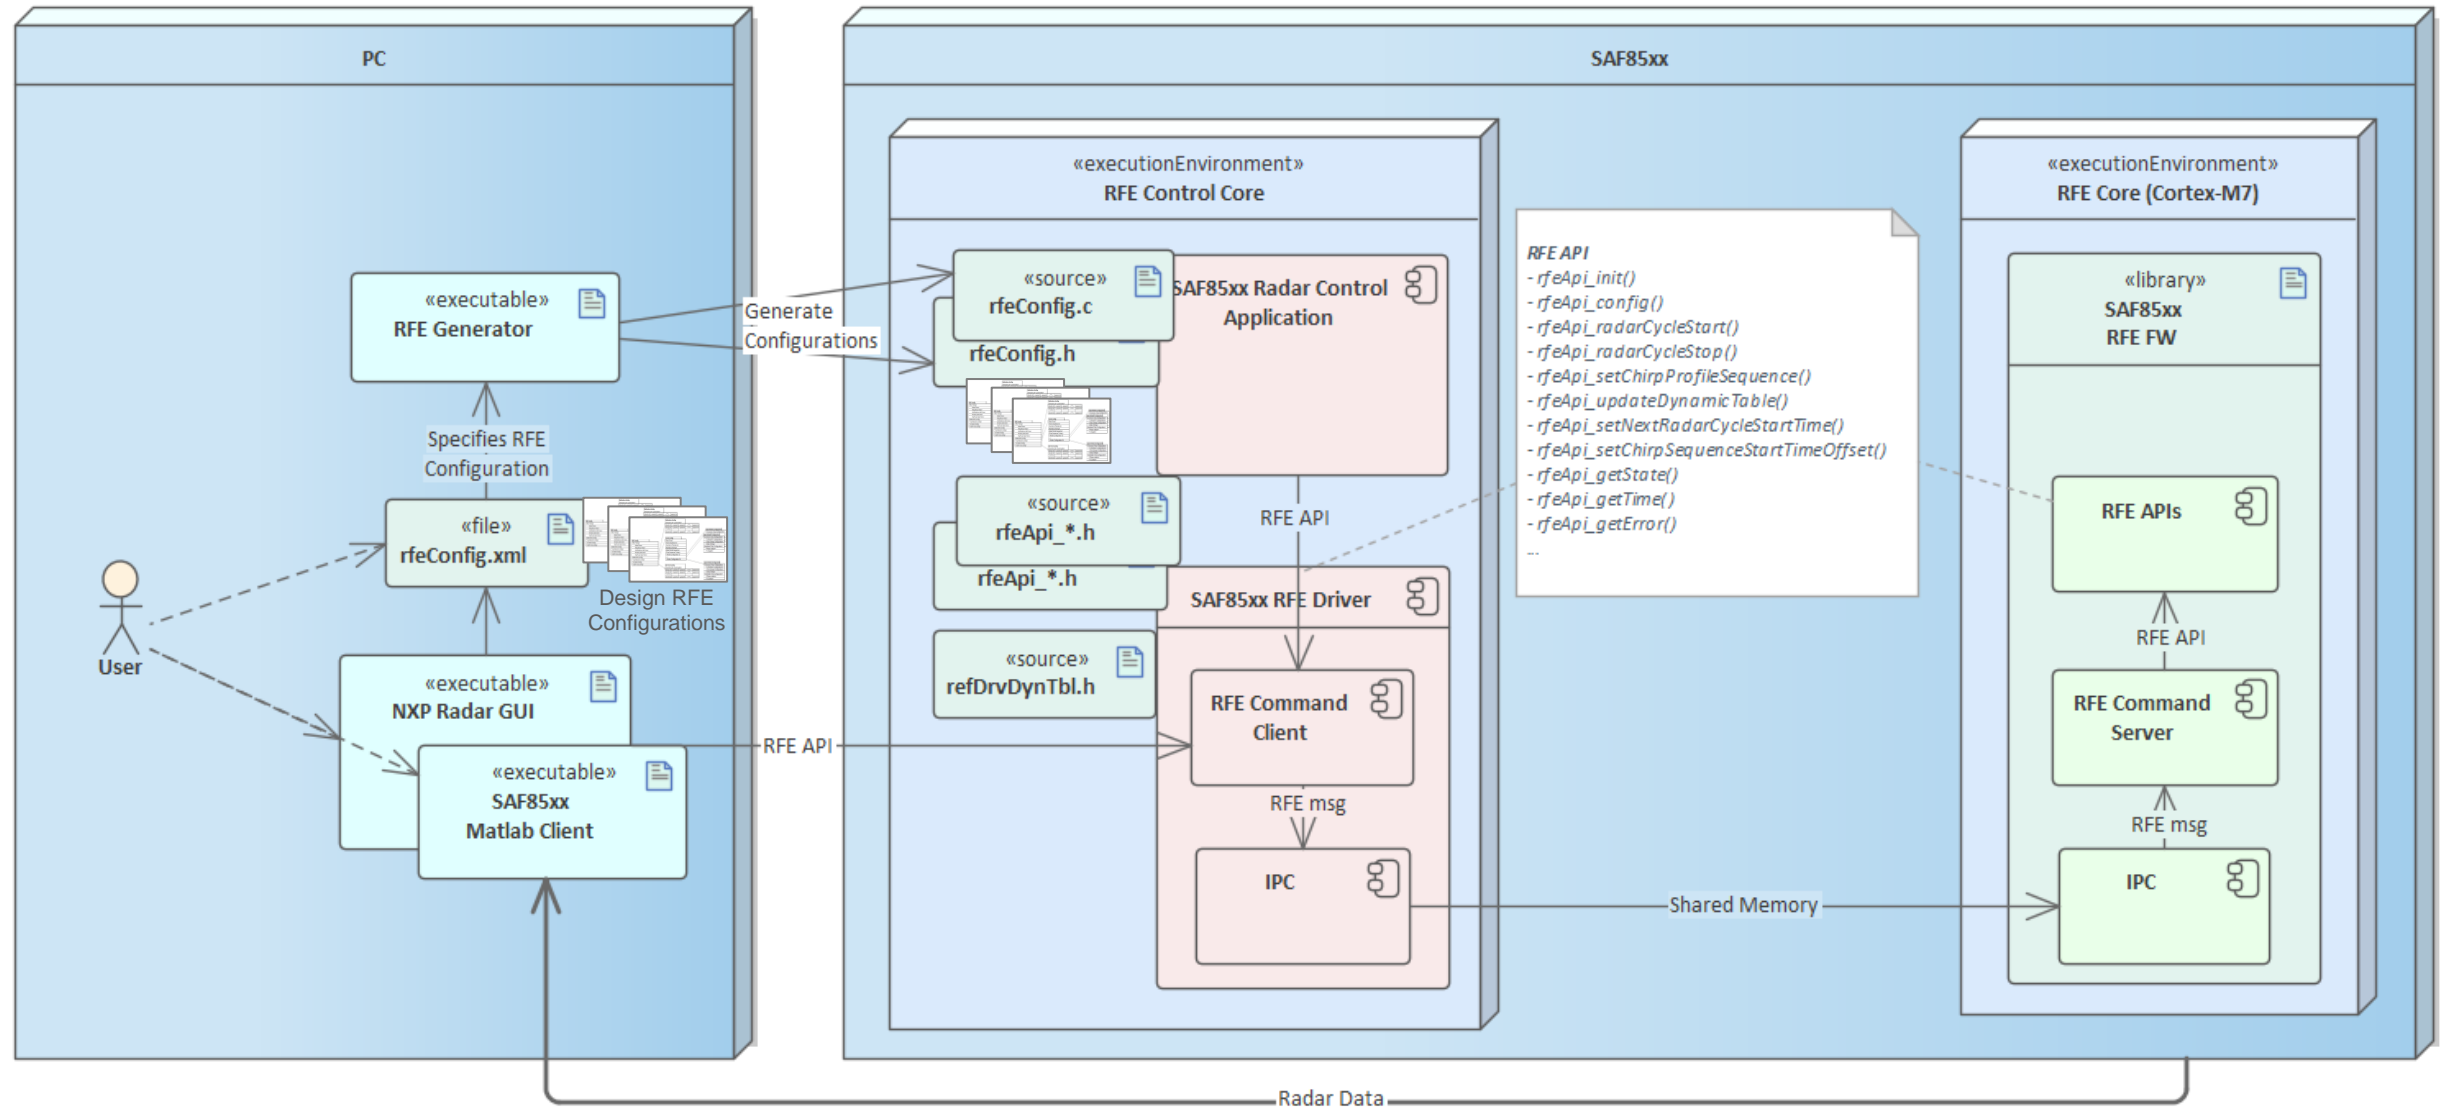 PC
«executable»
RFE Generator
Specifies RFE
Configuration
«file»
rfeConfig.xml
Design RFE
Configurations
User
«executable»
NXP Radar GUI
«executable»
SAF85xx
Matlab Client
Generate
Configurations
RFE API
SAF85xx
«executionEnvironment»
RFE Control Core
«source»
rfeConfig.c
rfeConfig.h
SAF85xx Radar Control
Application
«source»
rfeApi_*.h
rfeApi_*.h
RFE API
«source»
refDrvDynTbl.h
SAF85xx RFE Driver
RFE Command
Client
RFE msg
IPC
Shared Memory
RFE API
- rfeApi_init()
- rfeApi_config()
- rfeApi_radarCycleStart()
- rfeApi_radarCycleStop()
- rfeApi_setChirpProfileSequence()
- rfeApi_updateDynamicTable()
- rfeApi_setNextRadarCycleStartTime()
- rfeApi_setChirpSequenceStartTimeOffset()
- rfeApi_getState()
- rfeApi_getTime()
- rfeApi_getError()
...
«executionEnvironment»
RFE Core (Cortex-M7)
«library»
SAF85xx
RFE FW
RFE APIs
RFE API
RFE Command
Server
RFE msg
IPC
Radar Data